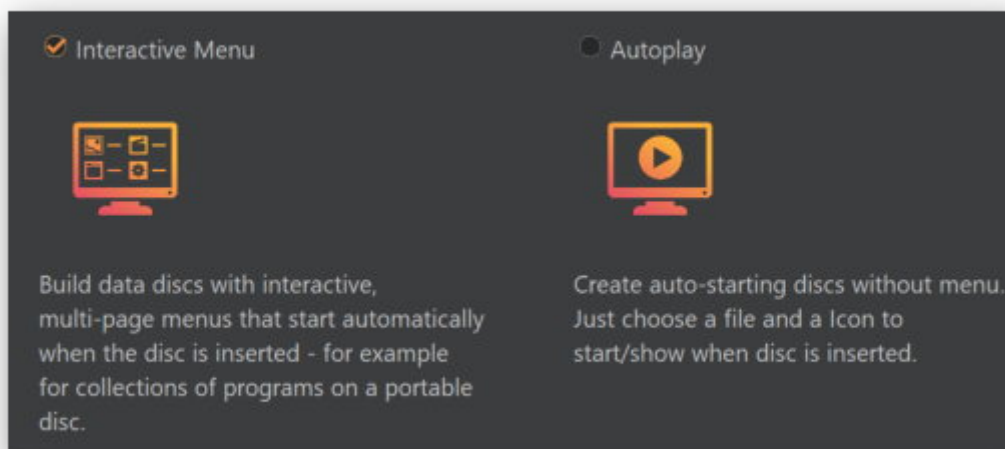 Interactive Menu
Build data discs with interactive,
multi-page menus that start automatically
when the disc is inserted - for example
for collections of programs on a portable
disc.
Autoplay
Create auto-starting discs without menu.
Just choose a file and a Icon to
start/show when disc is inserted.